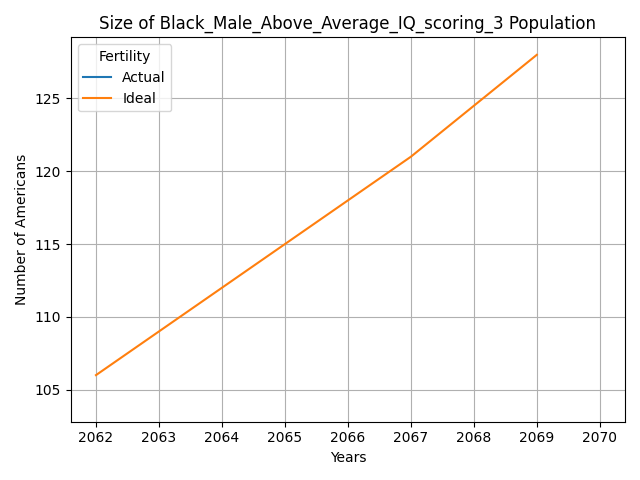 Size of Black_Male_Above_Average_IQ_scoring_3 Population
Fertility
Actual
Ideal
Number of Americans
125
120
115
110
105
2062 2063 2064 2065 2066 2067 2068 2069 2070
Years